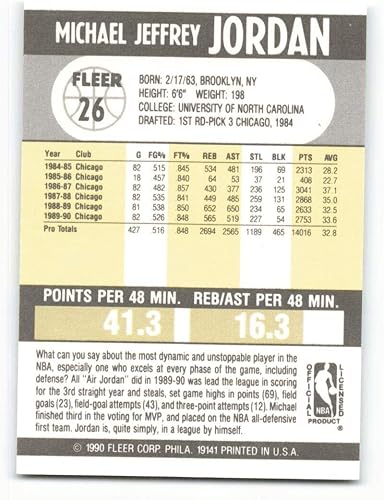 MICHAEL JEFFREY JORDAN
FLEER
26
BORN: 2/17/63, BROOKLYN, NY
HEIGHT: 6'6" WEIGHT: 198
COLLEGE: UNIVERSITY OF NORTH CAROLINA
DRAFTED: 1ST RD-PICK 3 CHICAGO, 1984
Year Club G FG% FT% REB AST STL BLK PTS AVG
1984-85 Chicago 82 .515 .845 534 481 196 69 2313 28.2
1985-86 Chicago 18 .457 .840 64 53 37 21 408 22.7
1986-87 Chicago 82 .482 .857 430 377 236 125 3041 37.1
1987-88 Chicago 82 .535 .841 449 485 259 131 2868 35.0
1988-89 Chicago 81 .538 .850 652 650 234 65 2633 32.5
1989-90 Chicago 82 .526 .848 565 519 227 54 2753 33.6
Pro Totals 427 .516 .848 2694 2565 1189 465 14016 32.8
POINTS PER 48 MIN. REB/AST PER 48 MIN.
41.3 16.3
What can you say about the most dynamic and unstoppable player in the
NBA, especially one who excels at every phase of the game, including
defense? All "Air Jordan" did in 1989-90 was lead the league in scoring
for the 3rd straight year and steals, set game highs in points (69), field
goals (23), field-goal attempts (43), and three-point attempts (12). Michael
finished third in the voting for MVP, and placed on the NBA all-defensive
first team. Jordan is, quite simply, in a league by himself.
OFFICIAL LICENSED
NBA
PRODUCT
© 1990 FLEER CORP. PHILA. 19141 PRINTED IN U.S.A.